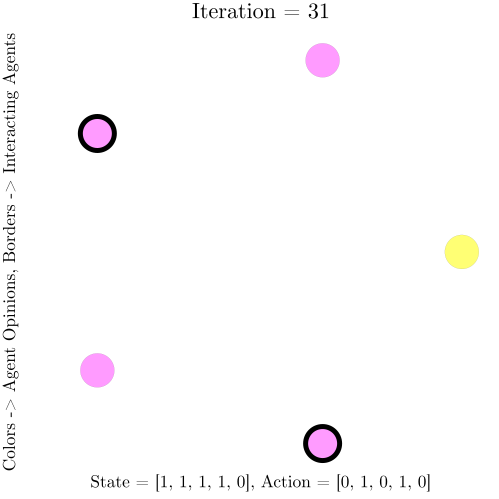 Iteration = 31
Colors -> Agent Opinions, Borders -> Interacting Agents
State = [1, 1, 1, 1, 0], Action = [0, 1, 0, 1, 0]